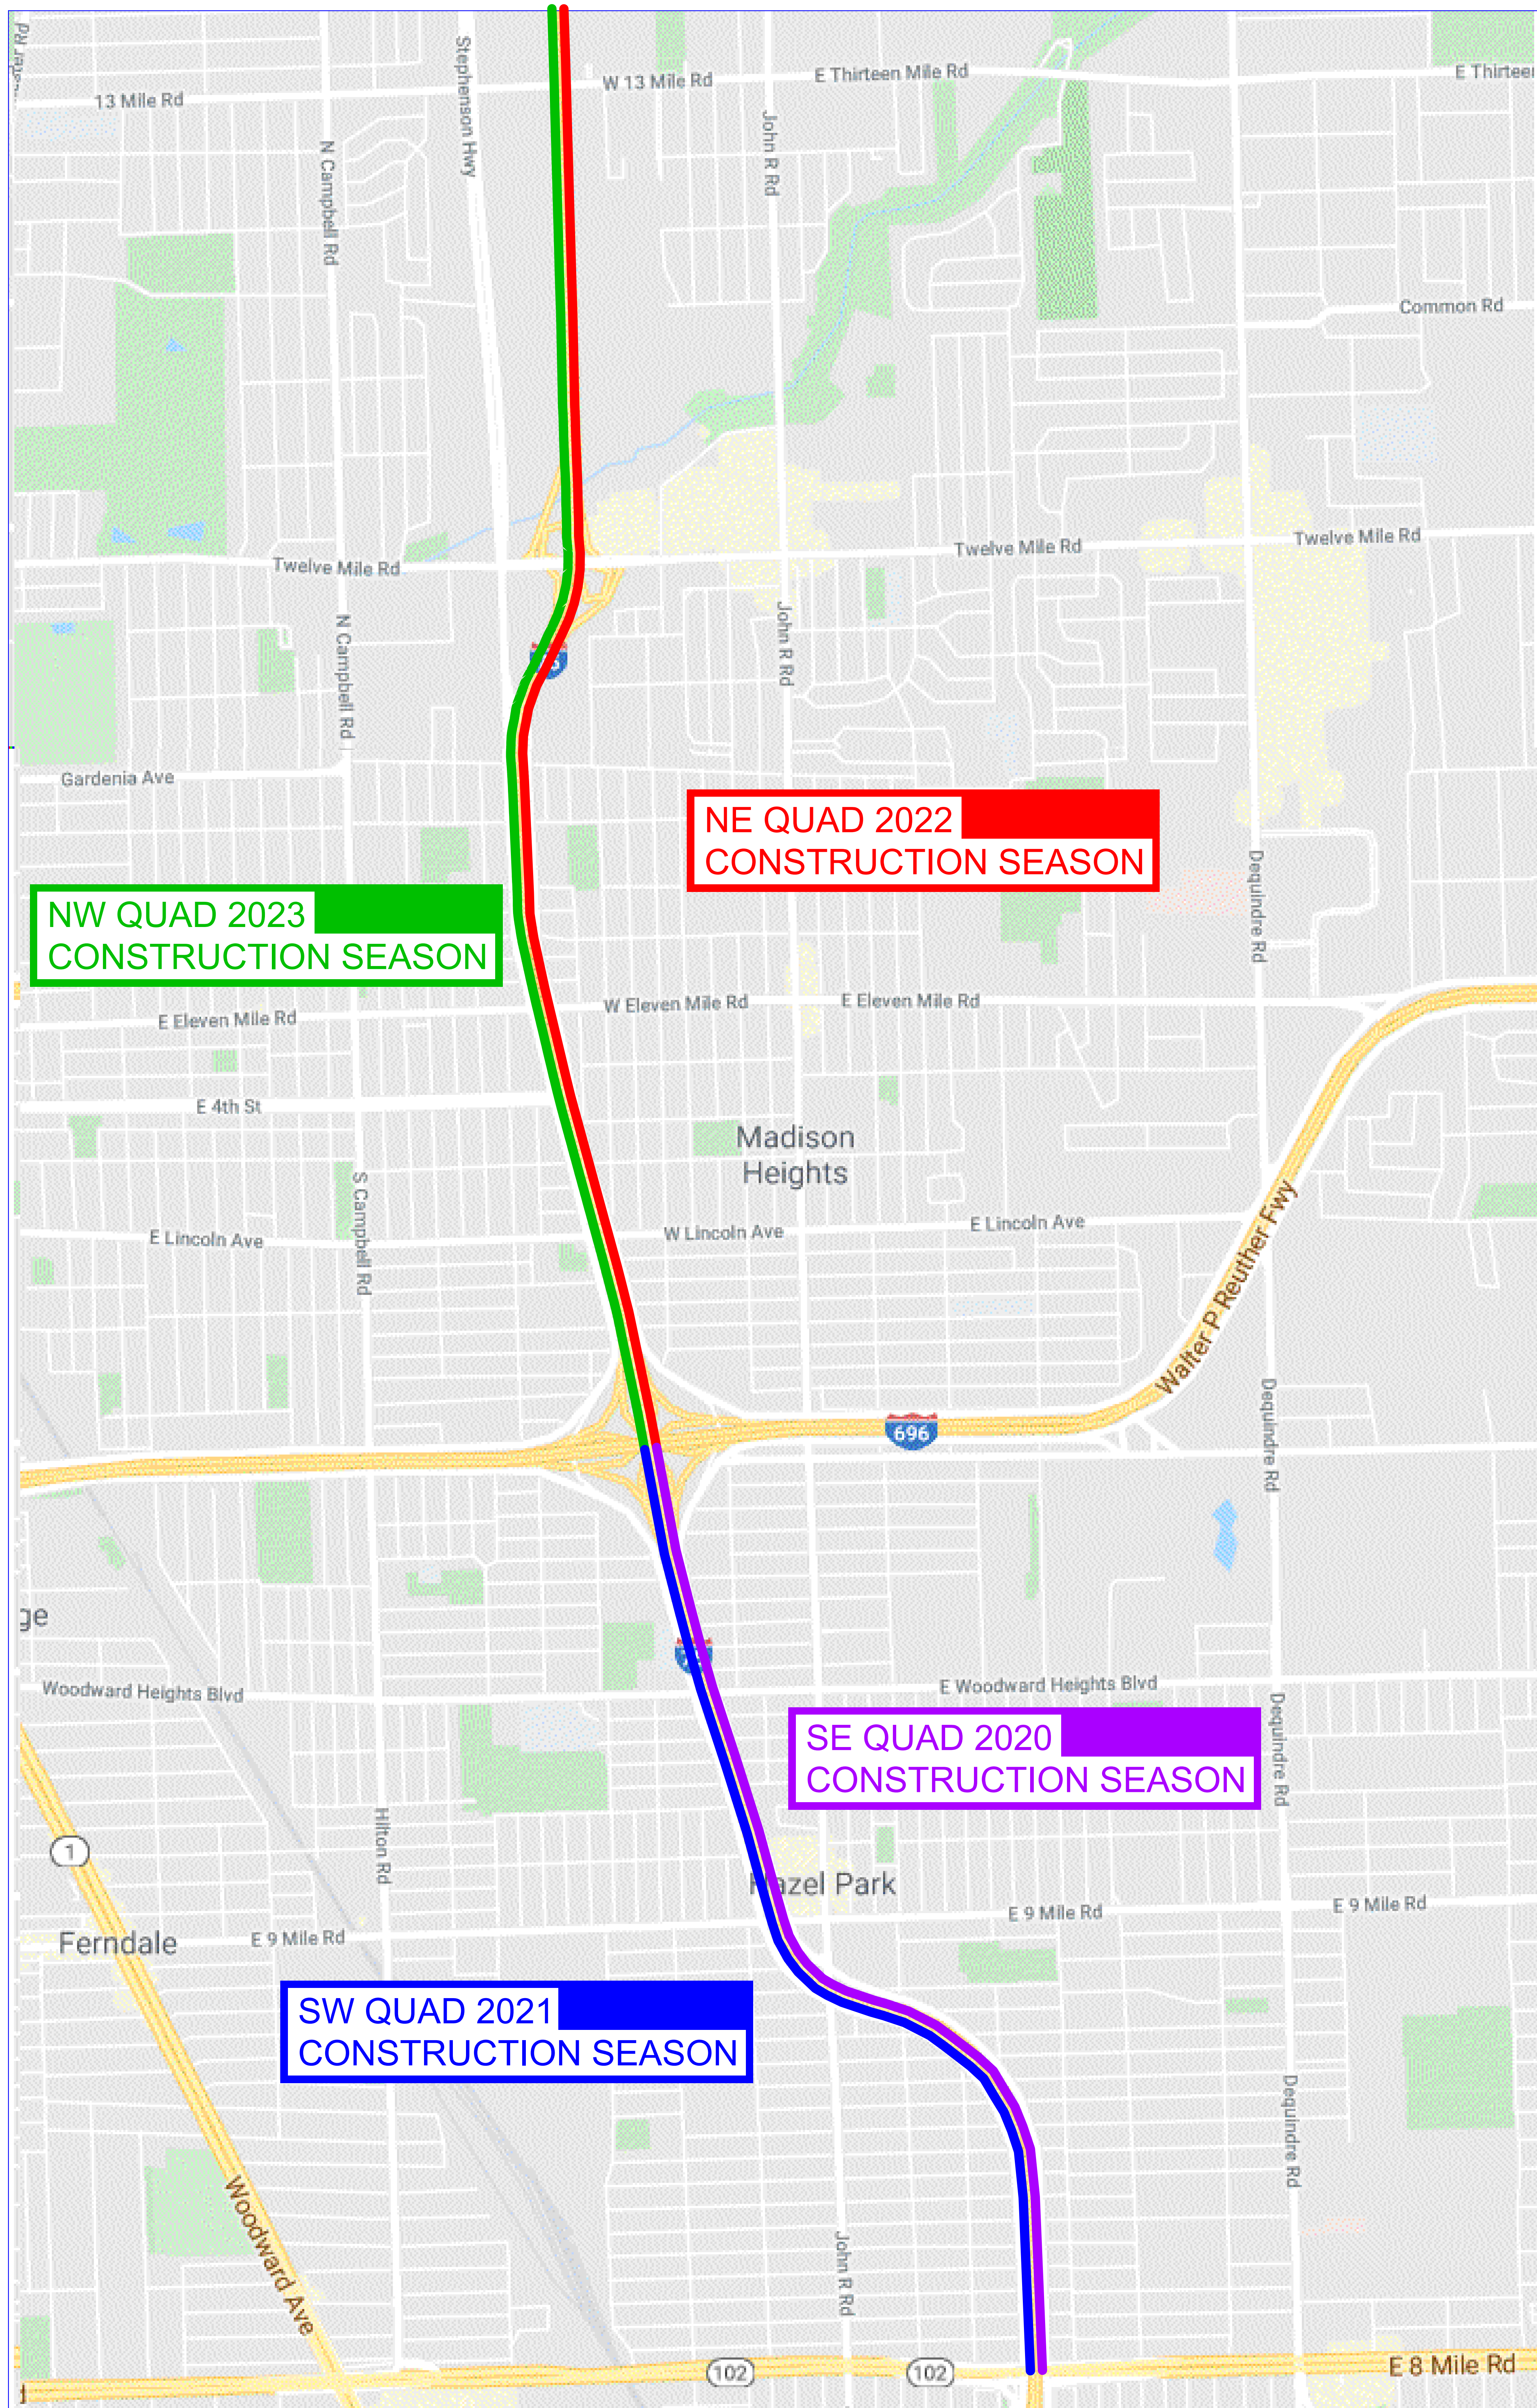 W 13 Mile Rd
E Thirteen Mile Rd
13 Mile Rd
Stephenson Hwy
N Campbell Rd
John R Rd
Common Rd
Twelve Mile Rd
Twelve Mile Rd
Twelve Mile Rd
N Campbell Rd
John R Rd
Gardenia Ave
NE QUAD 2022
CONSTRUCTION SEASON
Dequindre Rd
NW QUAD 2023
CONSTRUCTION SEASON
W Eleven Mile Rd
E Eleven Mile Rd
E Eleven Mile Rd
E 4th St
Madison
Heights
S Campbell Rd
E Lincoln Ave
W Lincoln Ave
E Lincoln Ave
Walter P Reuther Fwy
696
Dequindre Rd
Woodward Heights Blvd
E Woodward Heights Blvd
SE QUAD 2020
CONSTRUCTION SEASON
Dequindre Rd
1
Hilton Rd
Hazel Park
E 9 Mile Rd
E 9 Mile Rd
Ferndale
E 9 Mile Rd
SW QUAD 2021
CONSTRUCTION SEASON
Dequindre Rd
Woodward Ave
John R Rd
102
102
E 8 Mile Rd